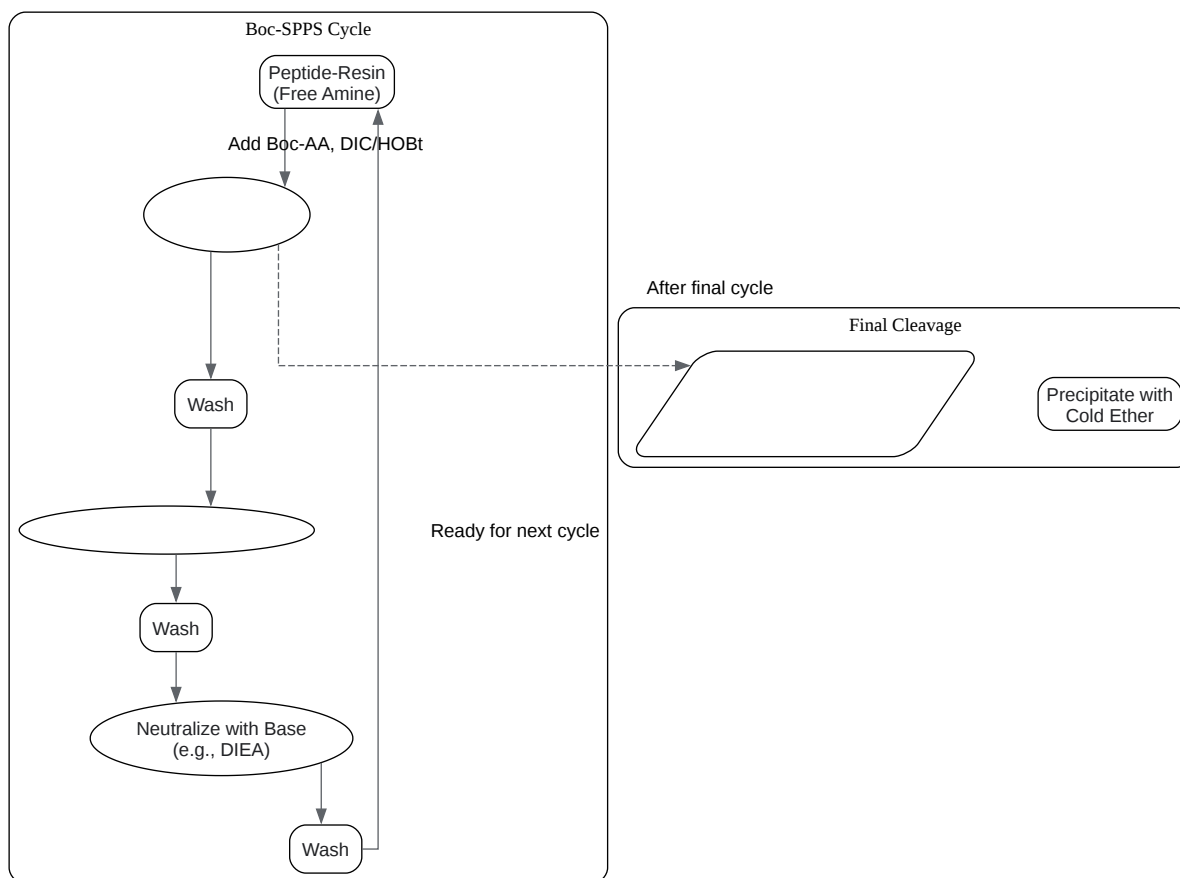 Boc-SPPS Cycle
Peptide-Resin
(Free Amine)
Add Boc-AA, DIC/HOBt
After final cycle
Final Cleavage
Precipitate with
Cold Ether
Wash
Ready for next cycle
Wash
Neutralize with Base
(e.g., DIEA)
Wash